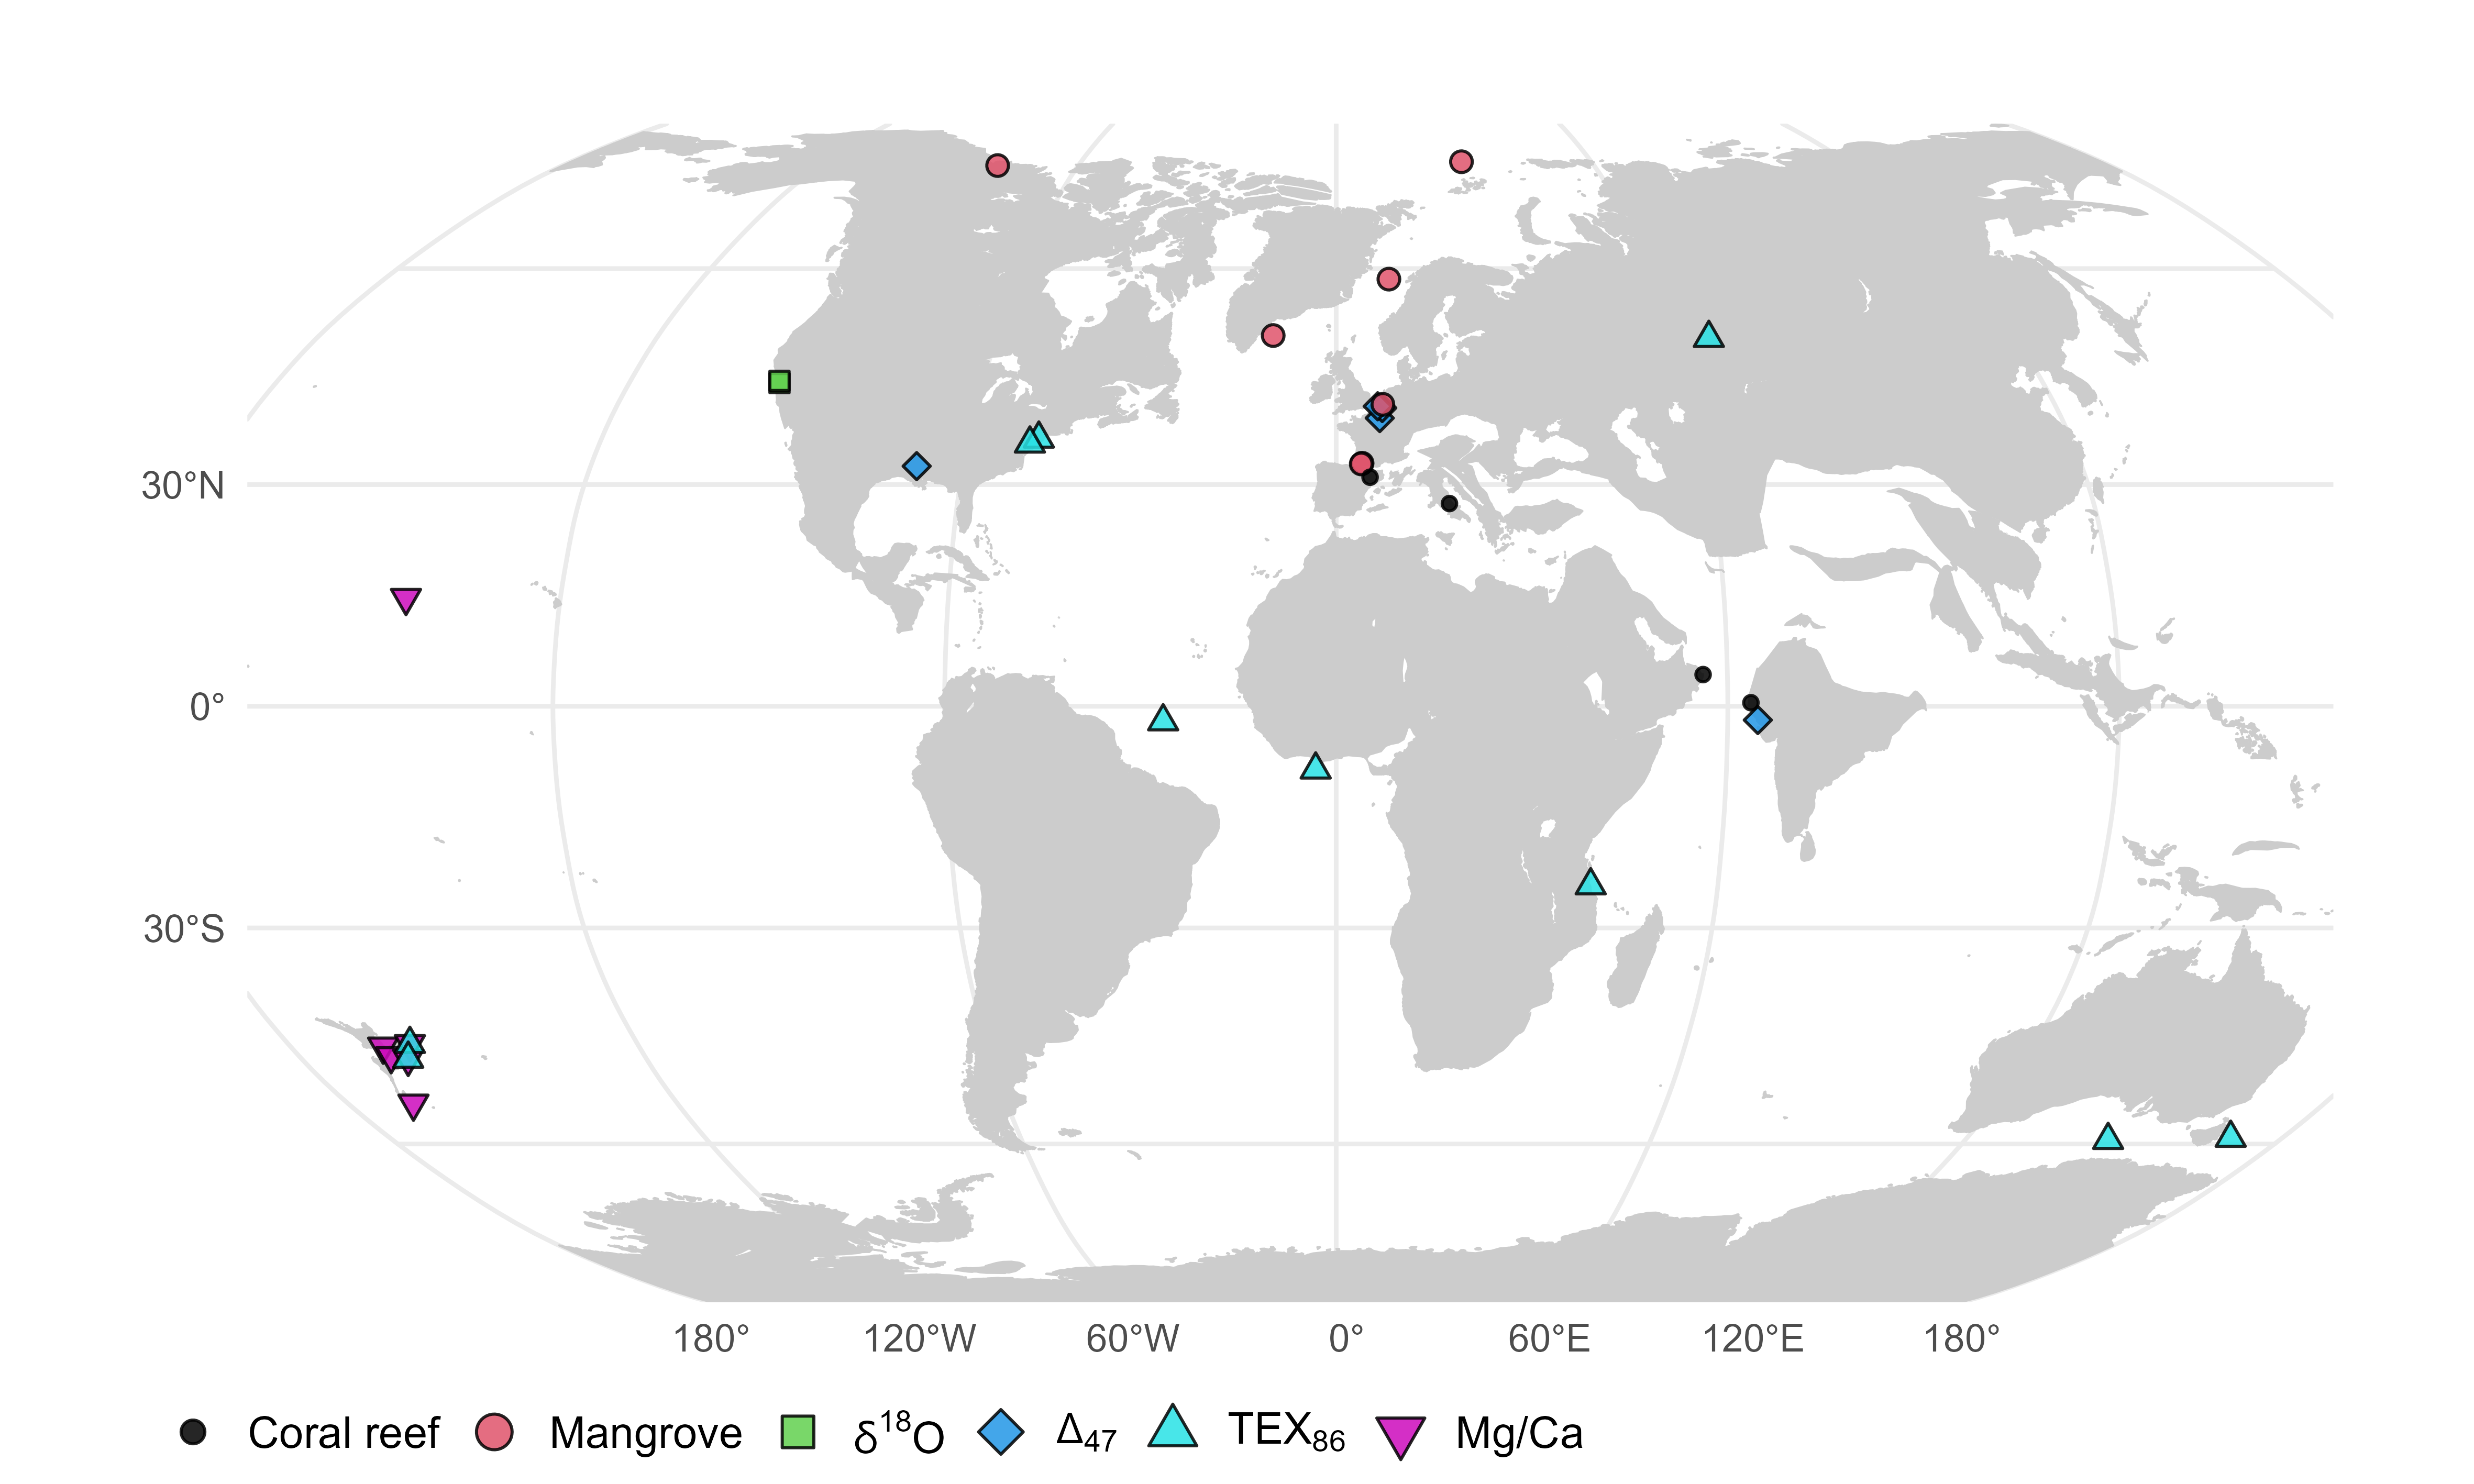 30°N
0°
30°S
180° 120°W 60°W 0° 60°E 120°E 180°
Coral reef Mangrove δ¹⁸O Δ₄₇ TEX₈₆ Mg/Ca